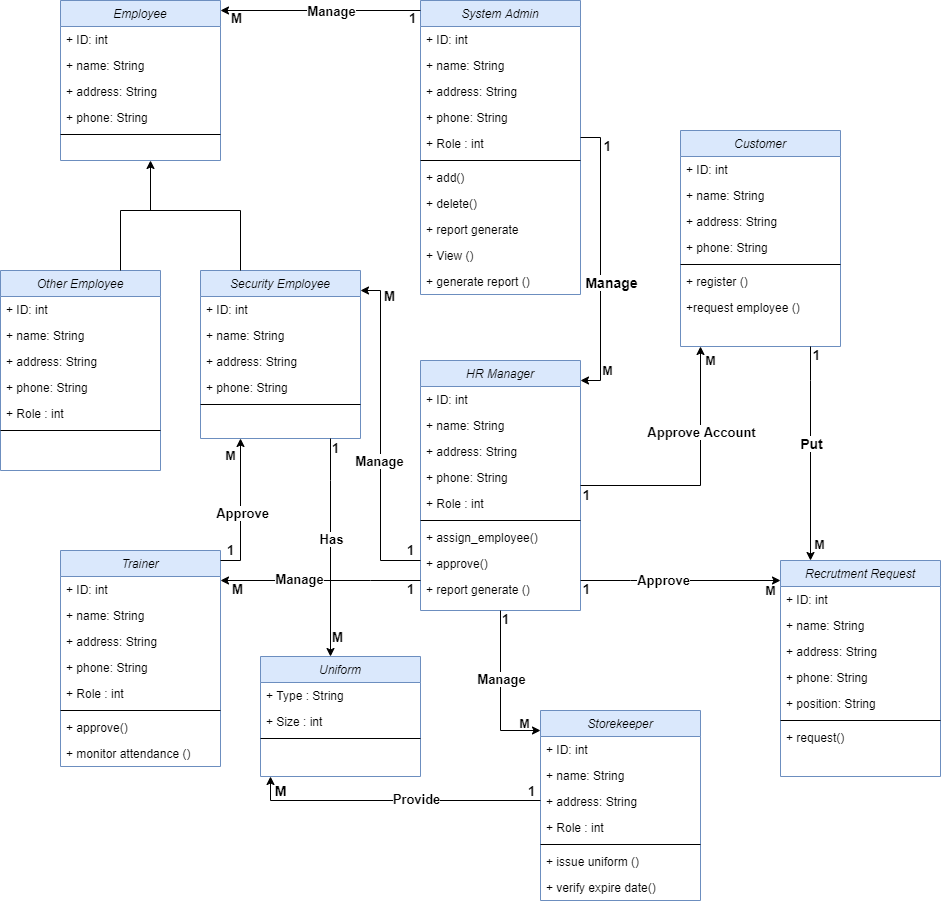 Employee
+ ID: int
+ name: String
+ address: String
+ phone: String
M
Manage
1
System Admin
+ ID: int
+ name: String
+ address: String
+ phone: String
+ Role : int
+ add()
+ delete()
+ report generate
+ View ()
+ generate report ()
1
Manage
M
Customer
+ ID: int
+ name: String
+ address: String
+ phone: String
+ register ()
+request employee ()
Other Employee
+ ID: int
+ name: String
+ address: String
+ phone: String
+ Role : int
Security Employee
+ ID: int
+ name: String
+ address: String
+ phone: String
M
Manage
1
HR Manager
+ ID: int
+ name: String
+ address: String
+ phone: String
+ Role : int
+ assign_employee()
+ approve()
+ report generate ()
M
Approve Account
1
1
Put
M
M
Approve
1
1
Has
M
M
Manage
1
1
Approve
M
Trainer
+ ID: int
+ name: String
+ address: String
+ phone: String
+ Role : int
+ approve()
+ monitor attendance ()
Uniform
+ Type : String
+ Size : int
1
Manage
M
Recrutment Request
+ ID: int
+ name: String
+ address: String
+ phone: String
+ position: String
+ request()
Storekeeper
+ ID: int
+ name: String
+ address: String
+ Role : int
+ issue uniform ()
+ verify expire date()
M
Provide
1